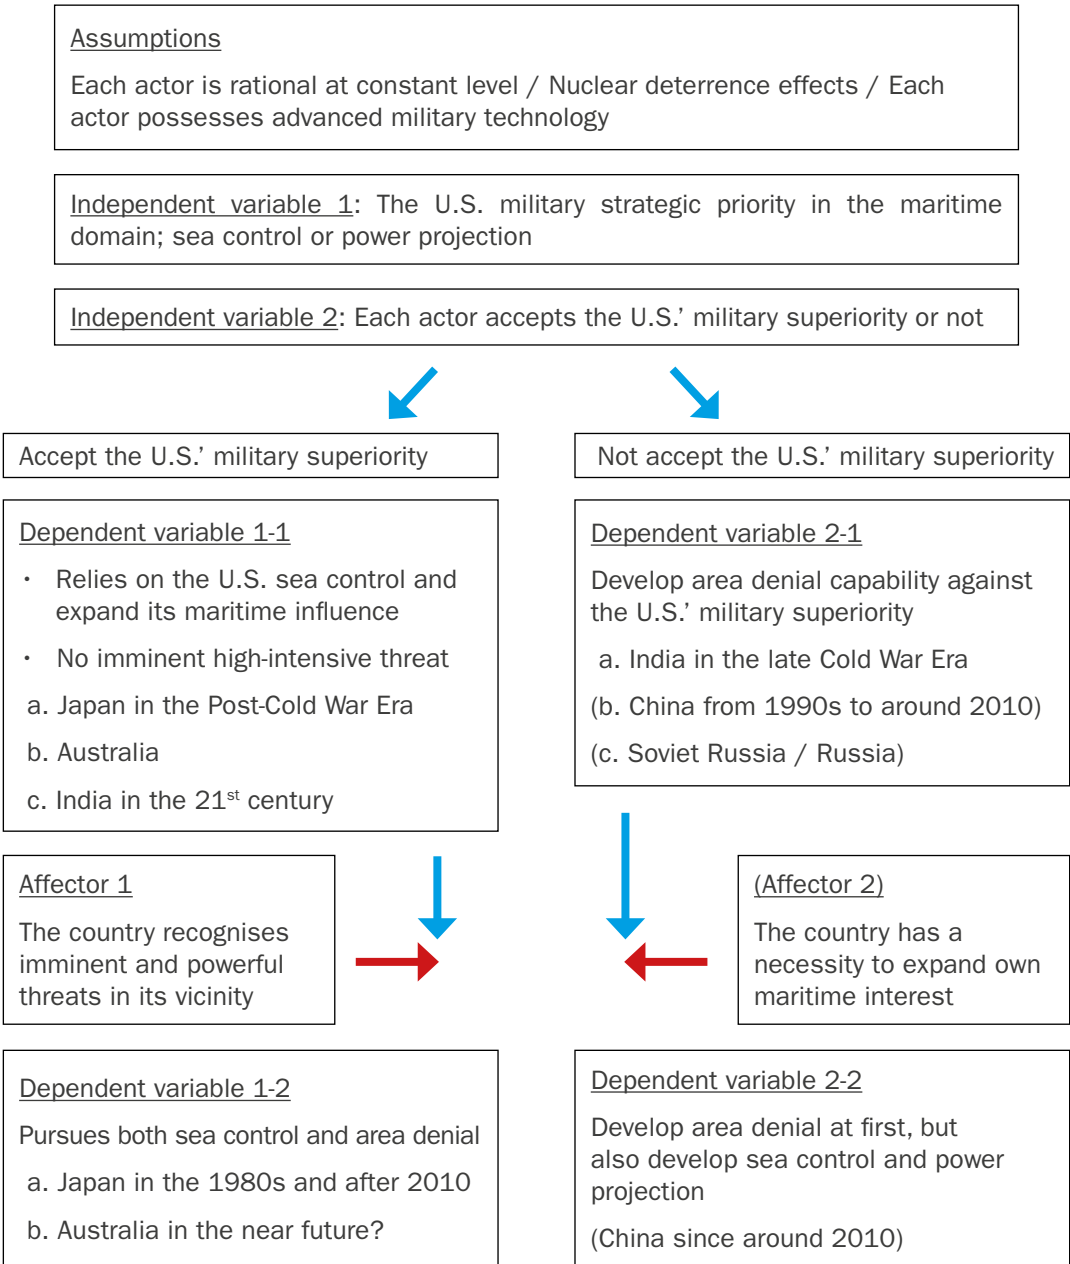 Assumptions
Each actor is rational at constant level / Nuclear deterrence effects / Each
actor possesses advanced military technology
Independent variable 1: The U.S. military strategic priority in the maritime
domain; sea control or power projection
Independent variable 2: Each actor accepts the U.S.’ military superiority or not
Accept the U.S.’ military superiority
Not accept the U.S.’ military superiority
Dependent variable 1-1
· Relies on the U.S. sea control and
expand its maritime influence
· No imminent high-intensive threat
a. Japan in the Post-Cold War Era
b. Australia
c. India in the 21st century
Dependent variable 2-1
Develop area denial capability against
the U.S.’ military superiority
a. India in the late Cold War Era
(b. China from 1990s to around 2010)
(c. Soviet Russia / Russia)
Affector 1
The country recognises
imminent and powerful
threats in its vicinity
(Affector 2)
The country has a
necessity to expand own
maritime interest
Dependent variable 1-2
Pursues both sea control and area denial
a. Japan in the 1980s and after 2010
b. Australia in the near future?
Dependent variable 2-2
Develop area denial at first, but
also develop sea control and power
projection
(China since around 2010)